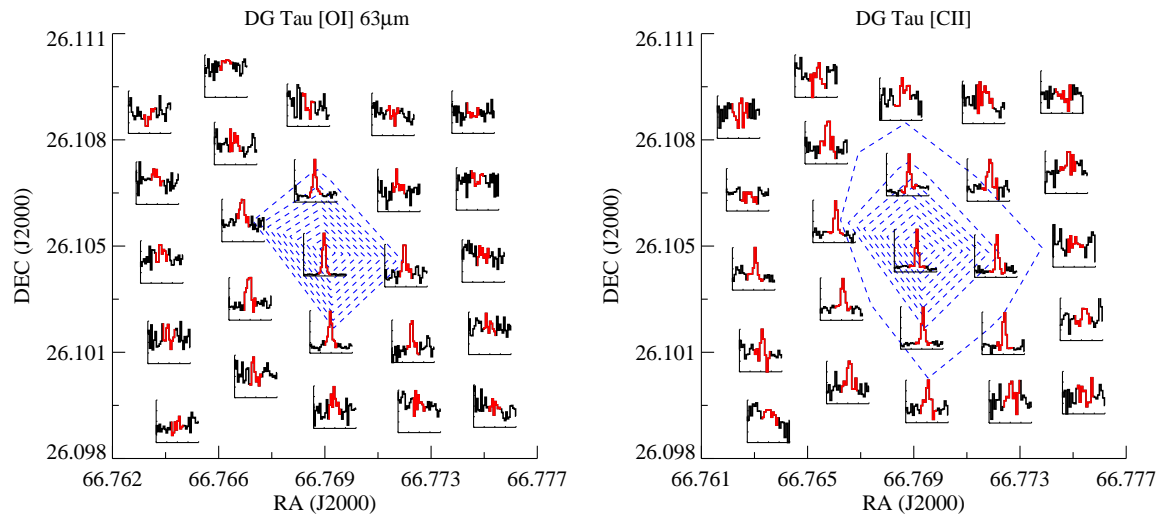 DG Tau [OI] 63μm
26.111
26.108
26.105
26.101
26.098
DEC (J2000)
66.762 66.766 66.769 66.773 66.777
RA (J2000)
DG Tau [CII]
26.111
26.108
26.105
26.101
26.098
DEC (J2000)
66.761 66.765 66.769 66.773 66.777
RA (J2000)